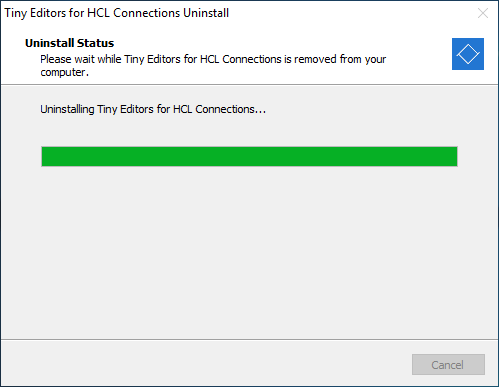 Tiny Editors for HCL Connections Uninstall
Uninstall Status
Please wait while Tiny Editors for HCL Connections is removed from your
computer.
Uninstalling Tiny Editors for HCL Connections...
Cancel